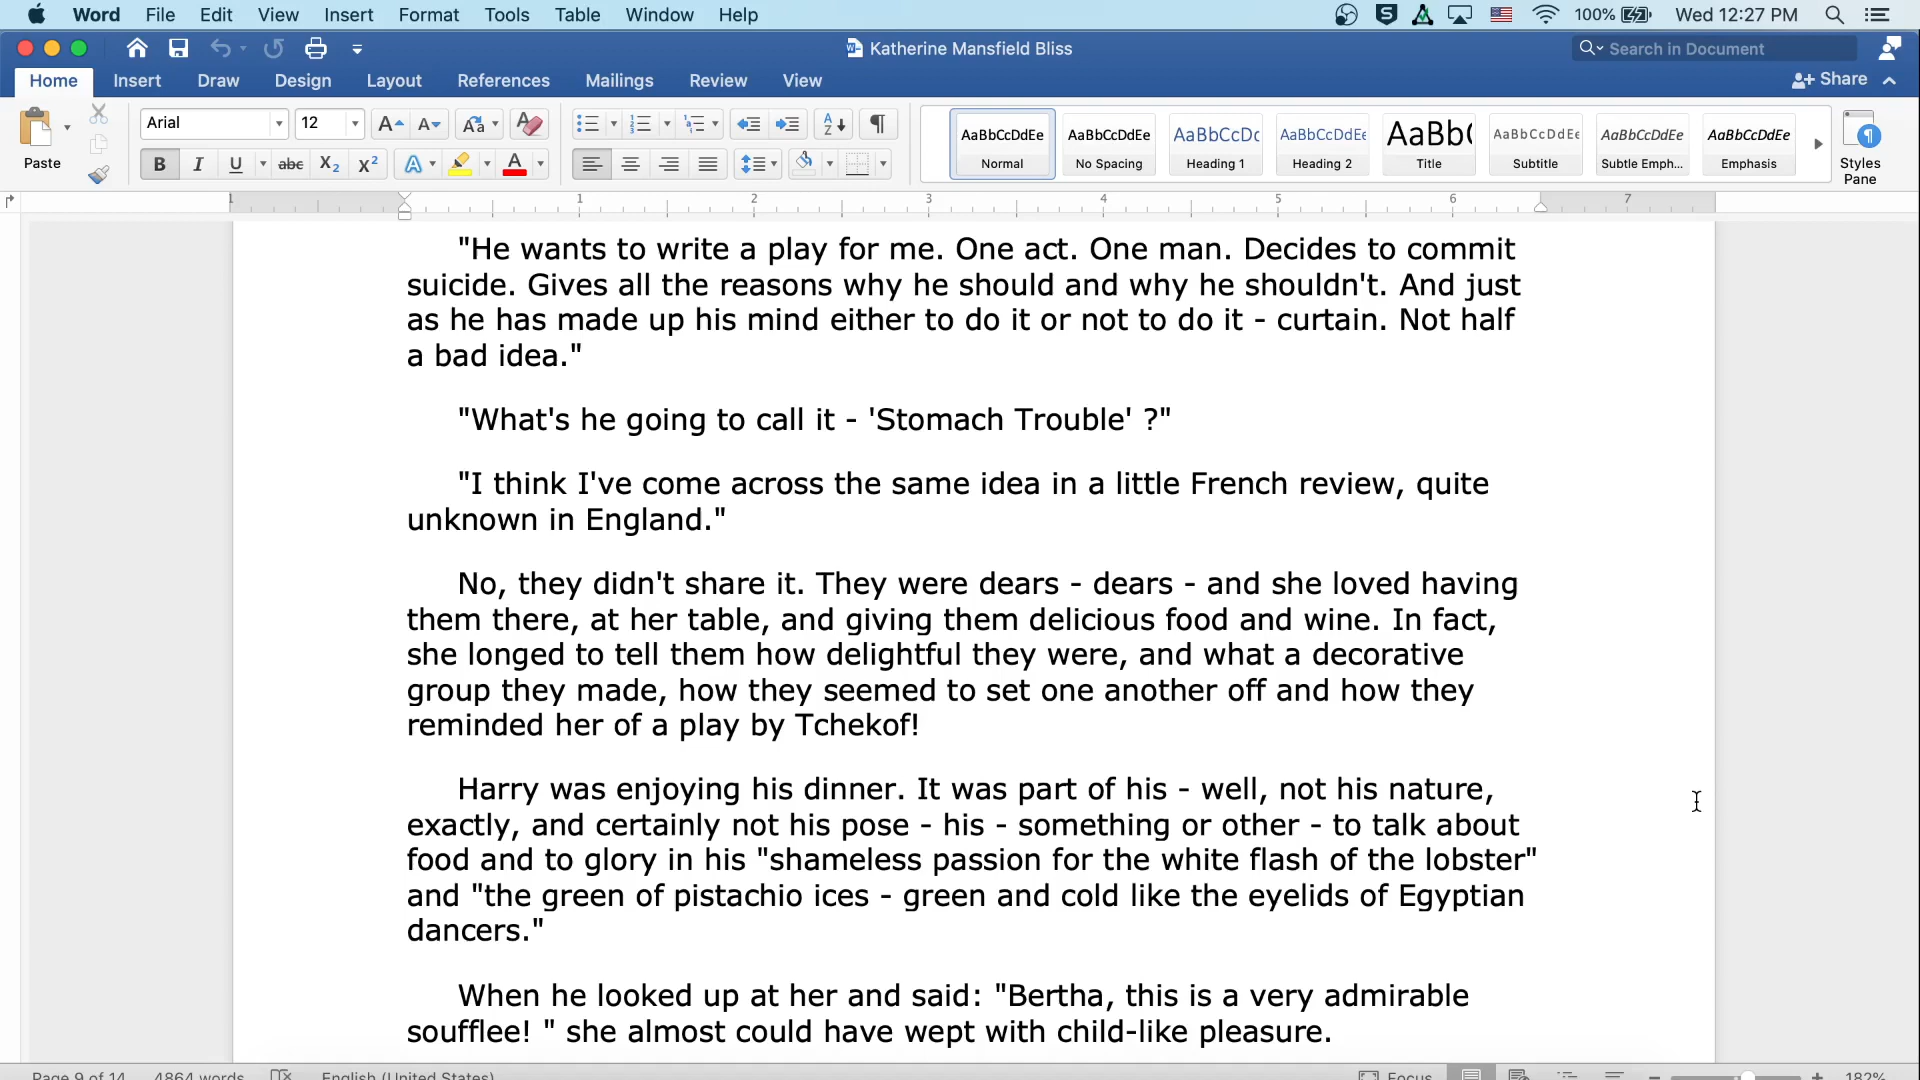 Word File Edit View Insert Format Tools Table Window Help 100% Wed 12:27 PM
Katherine Mansfield Bliss
Search in Document
Home Insert Draw Design Layout References Mailings Review View Share
Paste
Arial 12
B I U abc X2 X2 A A
AaBbCcDdEe AaBbCcDdEe AaBbCcDc AaBbCcDdEe AaBb( AaBbCcDdEe AaBbCcDdEe AaBbCcDdEe
Normal No Spacing Heading 1 Heading 2 Title Subtitle Subtle Emph... Emphasis
Styles
Pane
1 1 2 3 4 5 6 7
"He wants to write a play for me. One act. One man. Decides to commit
suicide. Gives all the reasons why he should and why he shouldn't. And just
as he has made up his mind either to do it or not to do it - curtain. Not half
a bad idea."
"What's he going to call it - 'Stomach Trouble' ?"
"I think I've come across the same idea in a little French review, quite
unknown in England."
No, they didn't share it. They were dears - dears - and she loved having
them there, at her table, and giving them delicious food and wine. In fact,
she longed to tell them how delightful they were, and what a decorative
group they made, how they seemed to set one another off and how they
reminded her of a play by Tchekof!
Harry was enjoying his dinner. It was part of his - well, not his nature,
exactly, and certainly not his pose - his - something or other - to talk about
food and to glory in his "shameless passion for the white flash of the lobster"
and "the green of pistachio ices - green and cold like the eyelids of Egyptian
dancers."
When he looked up at her and said: "Bertha, this is a very admirable
soufflee! " she almost could have wept with child-like pleasure.
Page 9 of 14 4864 words English (United States) Focus 182%